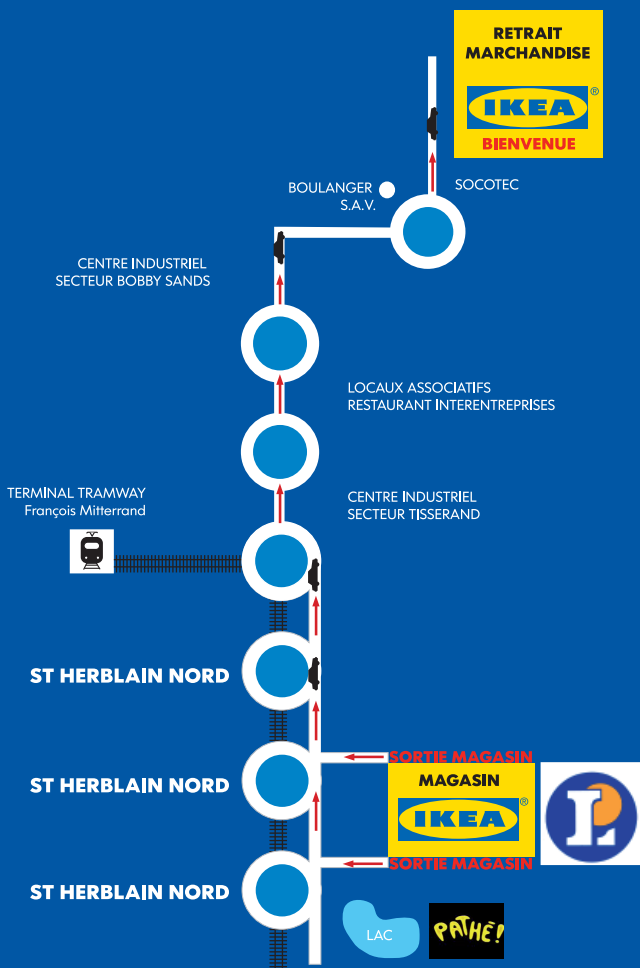 RETRAIT
MARCHANDISE
IKEA®
BIENVENUE
BOULANGER
S.A.V.
SOCOTEC
CENTRE INDUSTRIEL
SECTEUR BOBBY SANDS
LOCAUX ASSOCIATIFS
RESTAURANT INTERENTREPRISES
TERMINAL TRAMWAY
François Mitterrand
CENTRE INDUSTRIEL
SECTEUR TISSERAND
ST HERBLAIN NORD
SORTIE MAGASIN
ST HERBLAIN NORD
MAGASIN
IKEA®
L
SORTIE MAGASIN
ST HERBLAIN NORD
LAC
PATHÉ!